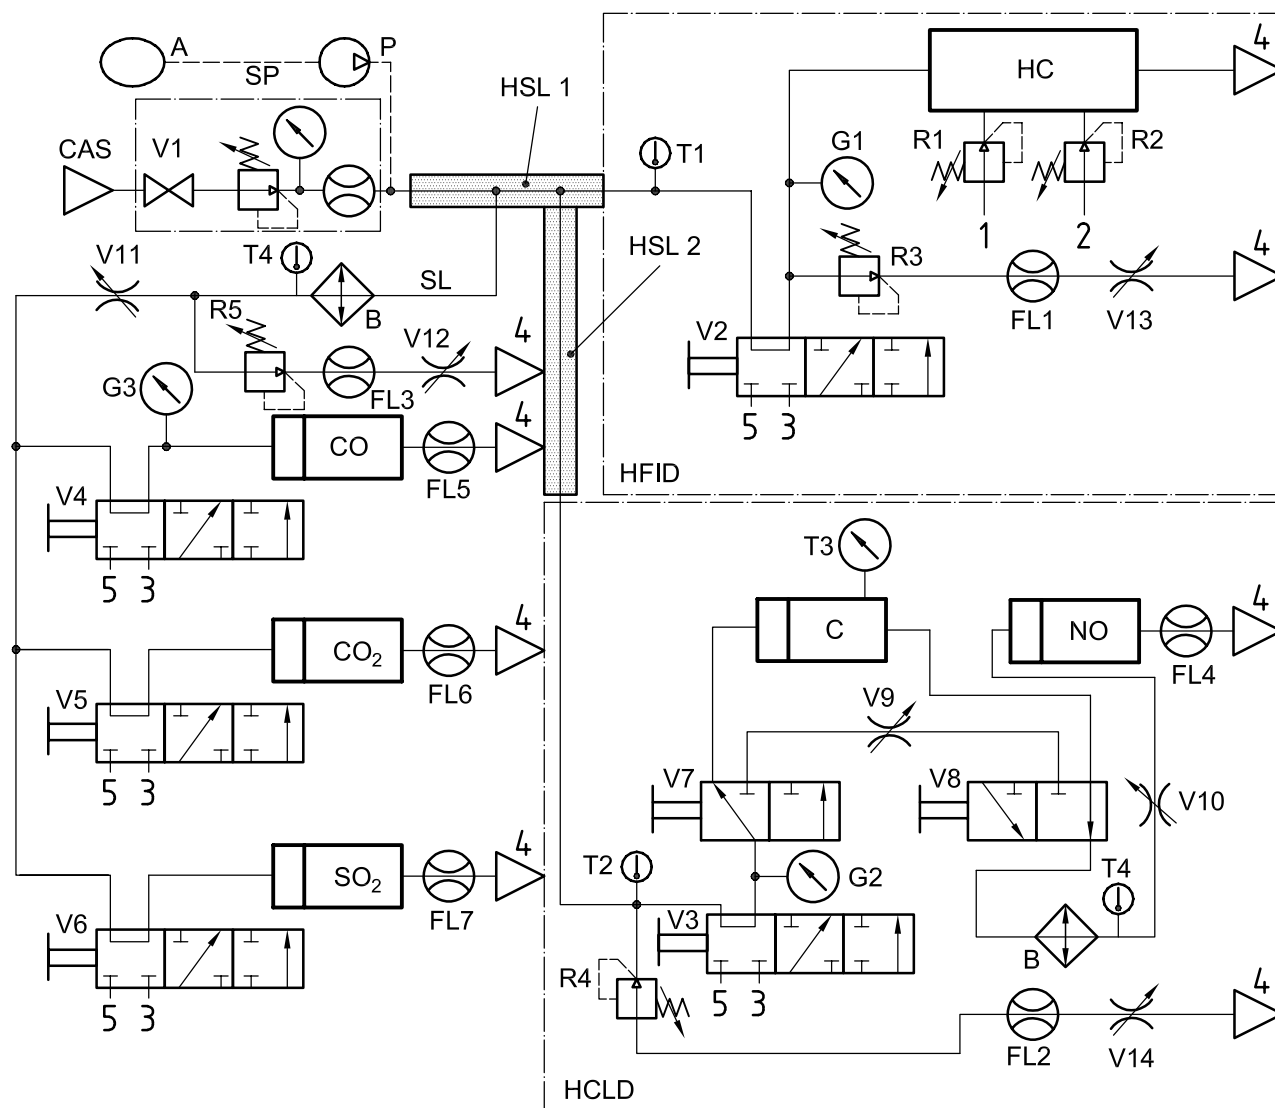 A
P
SP
HSL 1
HC
4
CAS
V1
R1
R2
T1
G1
1
2
HSL 2
V11
T4
SL
R3
4
B
FL1
V13
R5
V12
4
V2
G3
FL3
4
5
3
CO
FL5
HFID
V4
5
3
T3
4
CO2
4
C
NO
FL6
FL4
V5
V9
5
3
V7
V8
V10
4
SO2
T2
G2
T4
FL7
V3
V6
B
R4
4
5
3
5
3
FL2
V14
HCLD